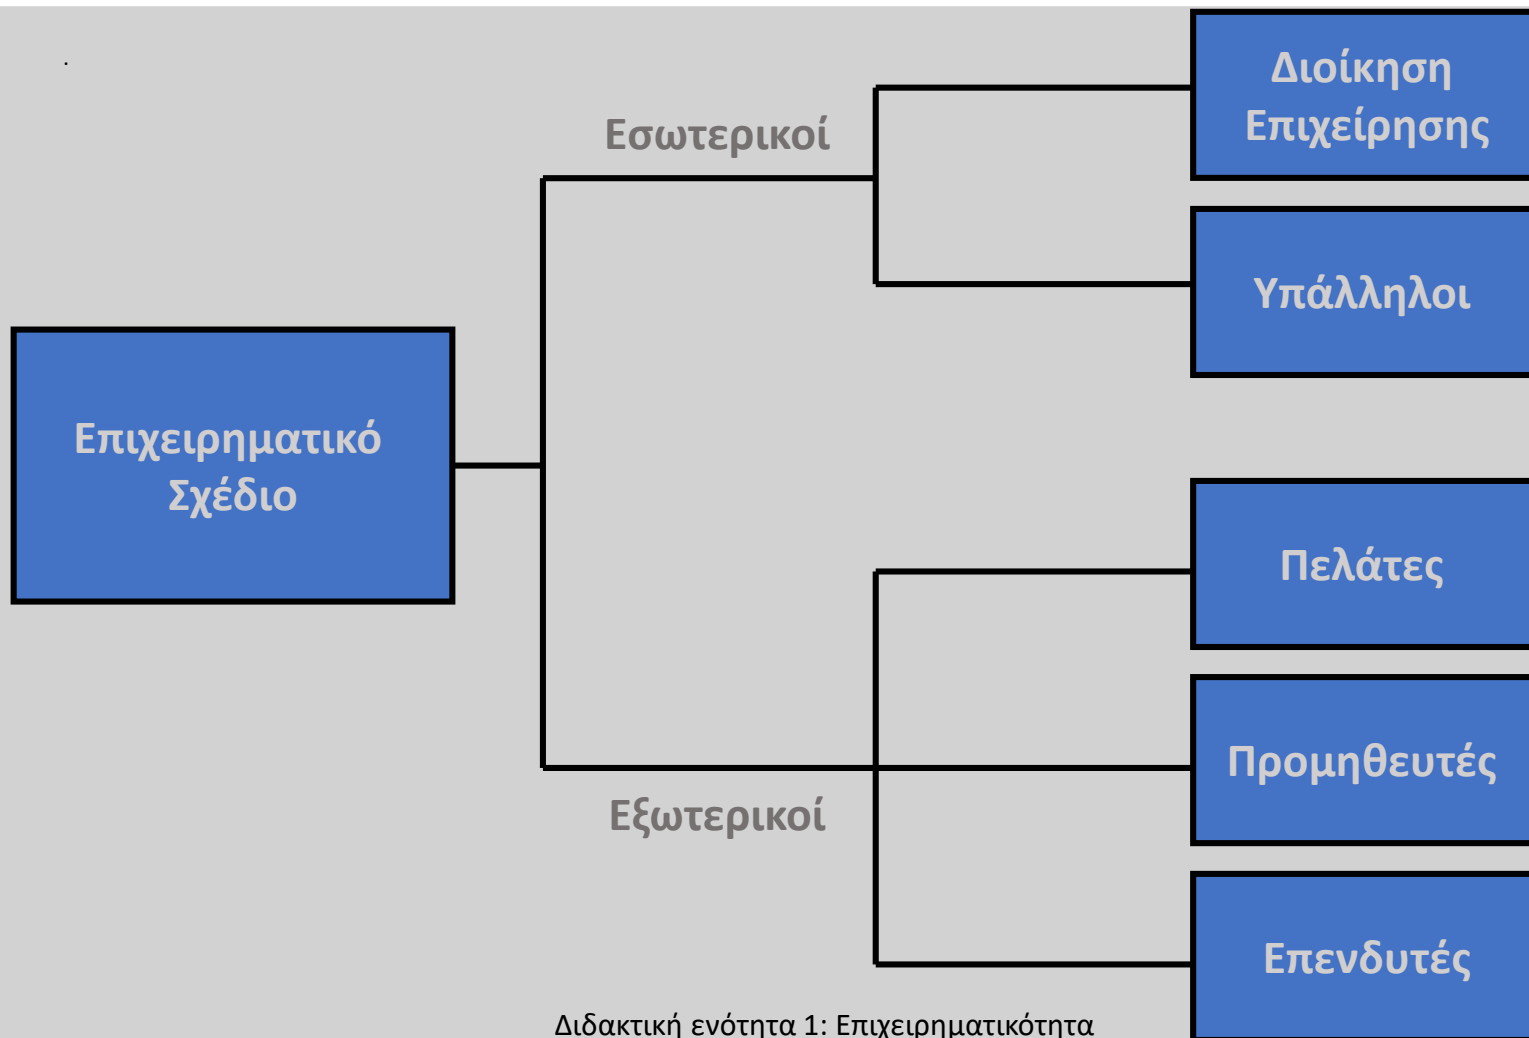 Διοίκηση
Επιχείρησης
Εσωτερικοί
Υπάλληλοι
Επιχειρηματικό
Σχέδιο
Πελάτες
Προμηθευτές
Εξωτερικοί
Επενδυτές
Διδακτική ενότητα 1: Επιχειρηματικότητα